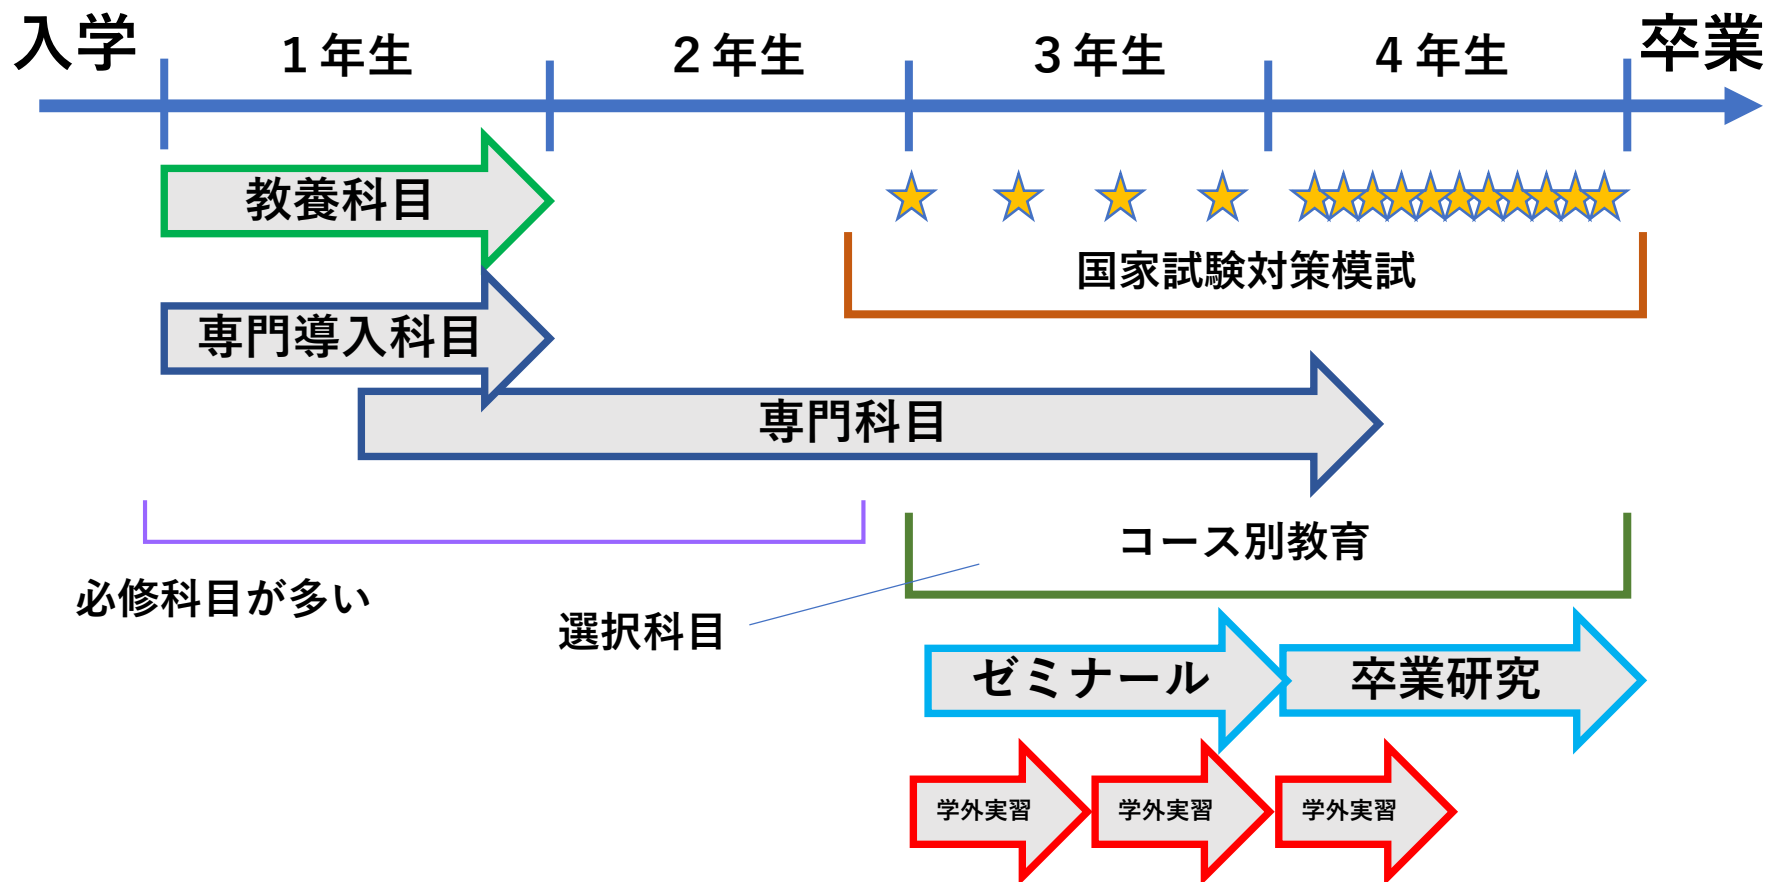 入学
1年生
2年生
3年生
4年生
卒業
教養科目
国家試験対策模試
専門導入科目
専門科目
コース別教育
必修科目が多い
選択科目
ゼミナール
卒業研究
学外実習
学外実習
学外実習